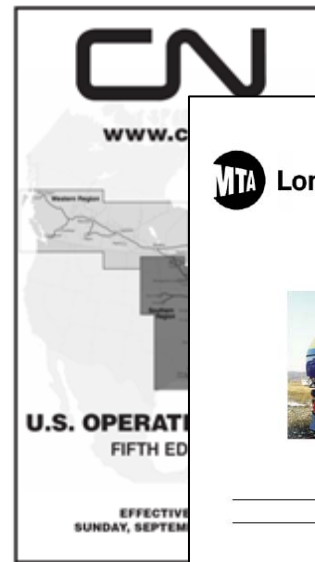 CN
www.c
Western Region
Southern
Region
U.S. OPERATI
FIFTH ED
EFFECTIVE
SUNDAY, SEPTEM
MTA Lon